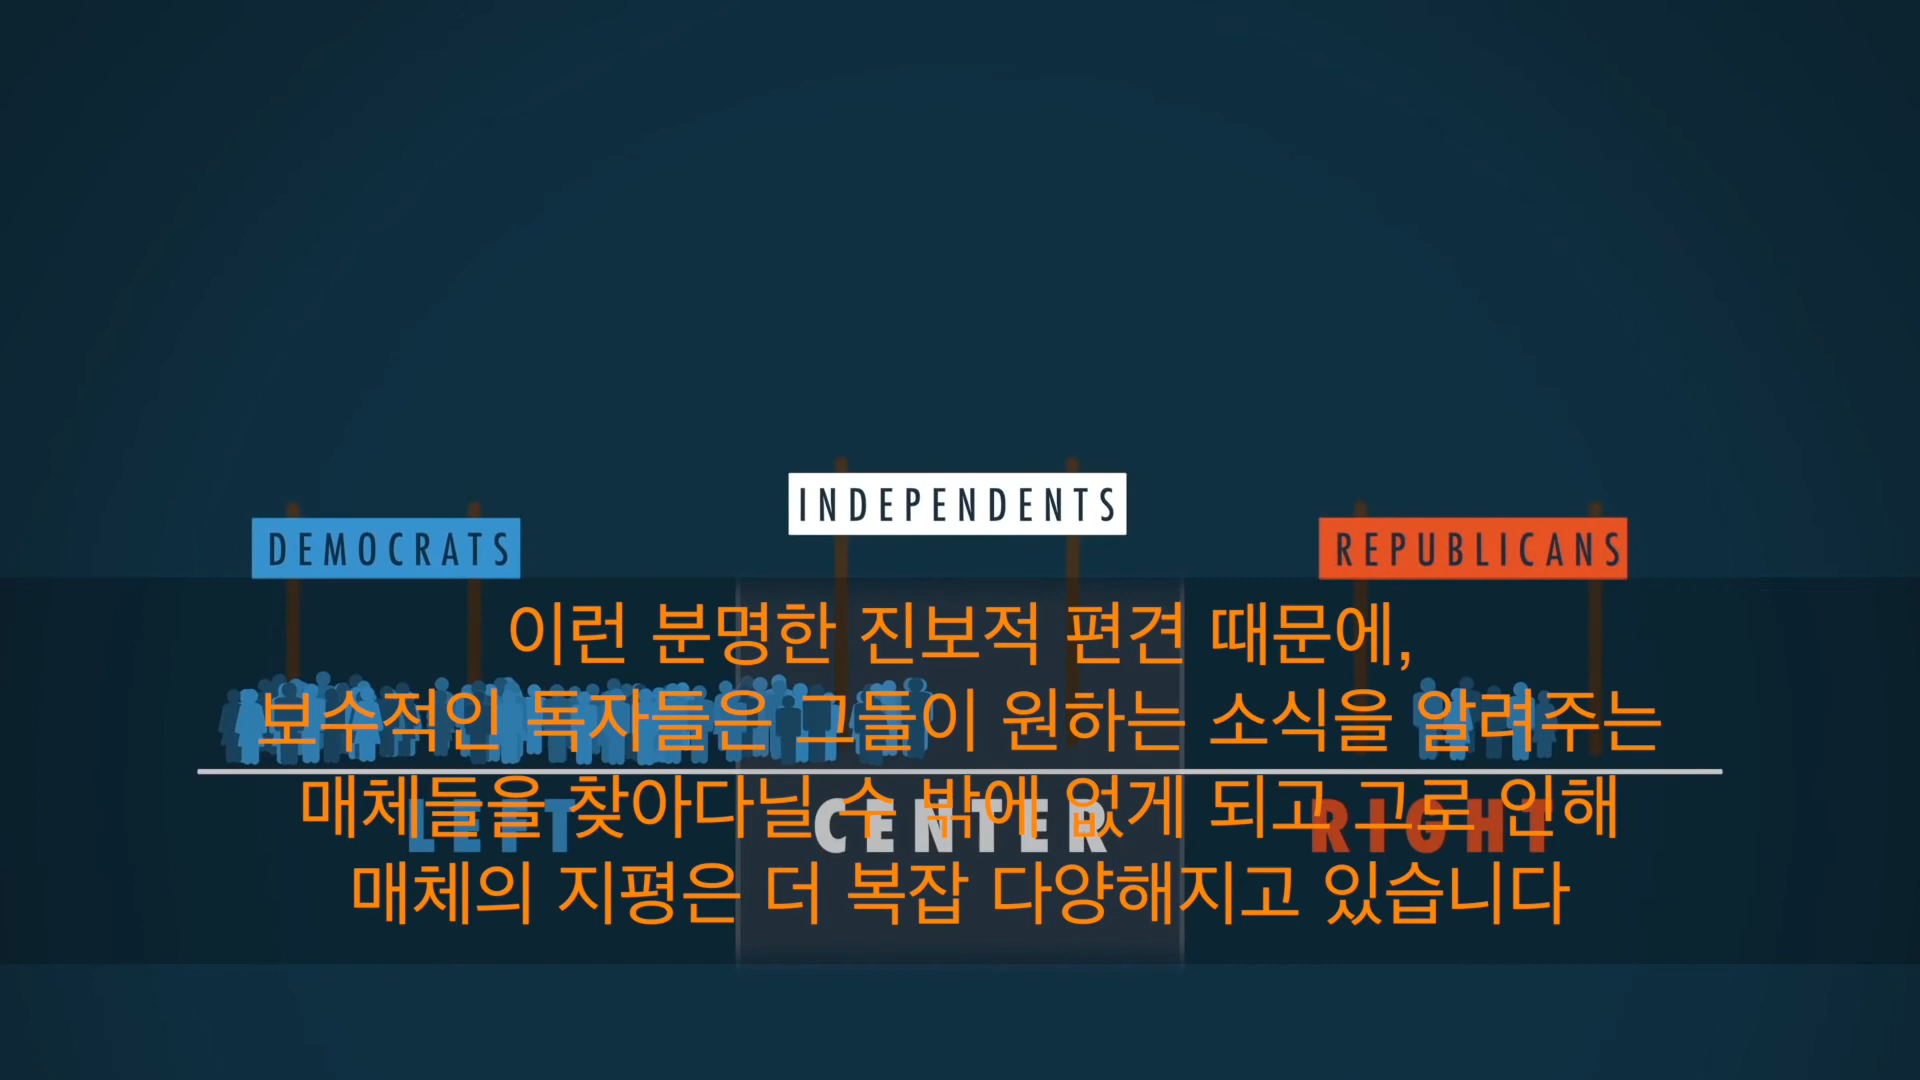 INDEPENDENTS
DEMOCRATS
REPUBLICANS
이런 분명한 진보적 편견 때문에,
보수적인 독자들은 그들이 원하는 소식을 알려주는
매체들을 찾아다닐 수 밖에 없게 되고 그로 인해
매체의 지평은 더 복잡 다양해지고 있습니다
LEFT
CENTER
RIGHT